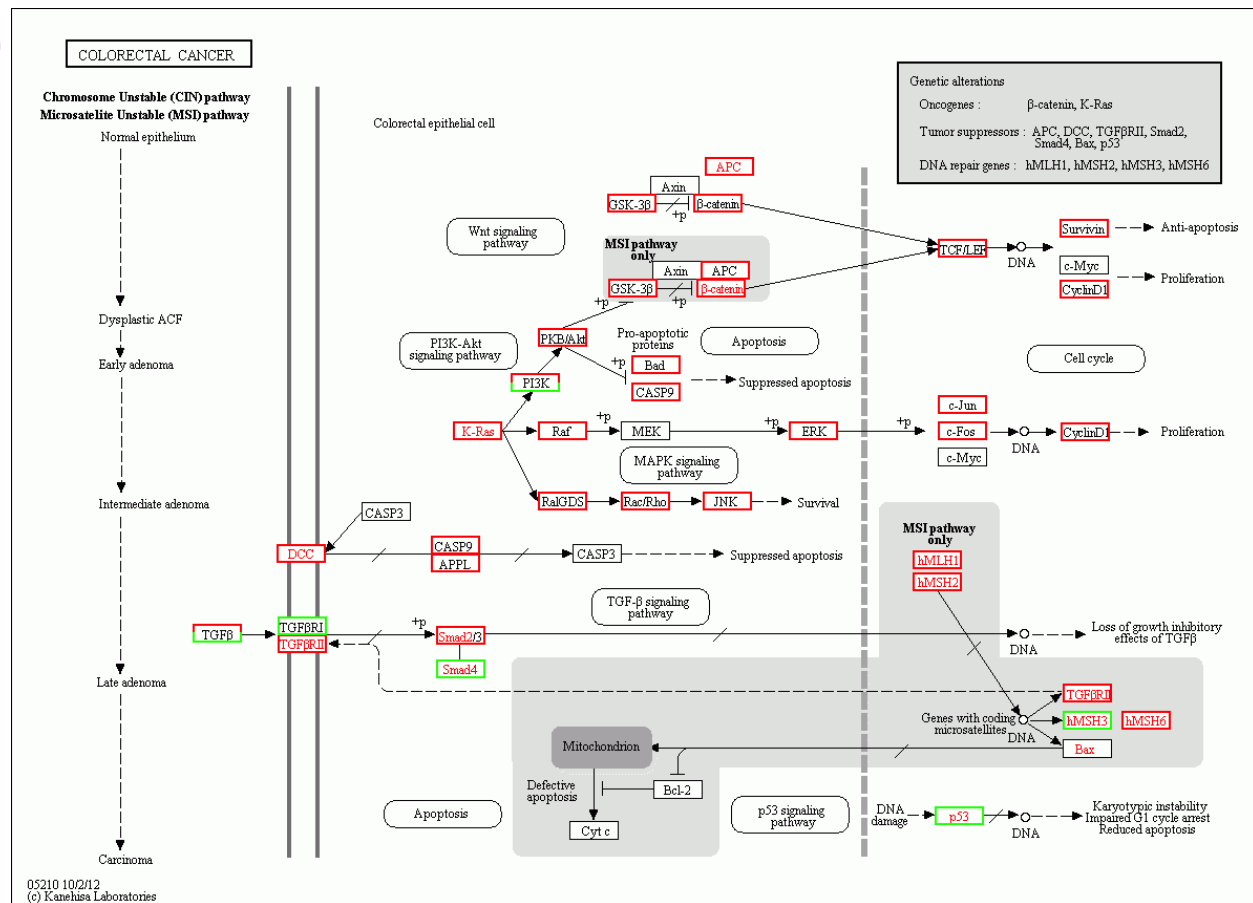 COLORECTAL CANCER
Chromosome Unstable (CIN) pathway
Microsatelite Unstable (MSI) pathway
Normal epithelium
Dysplastic ACF
Early adenoma
Intermediate adenoma
Late adenoma
Carcinoma
05210 10/2/12
(c) Kanehisa Laboratories
Colorectal epithelial cell
Genetic alterations
Oncogenes : β-catenin, K-Ras
Tumor suppressors : APC, DCC, TGFβRII, Smad2,
Smad4, Bax, p53
DNA repair genes : hMLH1, hMSH2, hMSH3, hMSH6
APC
Axin
GSK-3β
β-catenin
+p
Wnt signaling
pathway
MSI pathway
only
Axin
APC
GSK-3β
β-catenin
+p
+p
TCF/LEF
DNA
Survivin
Anti-apoptosis
c-Myc
CyclinD1
Proliferation
PKB/Akt
PI3K-Akt
signaling pathway
PI3K
Pro-apoptotic
proteins
+p
Bad
CASP9
Suppressed apoptosis
Apoptosis
Cell cycle
K-Ras
Raf
+p
MEK
+p
ERK
+p
c-Jun
c-Fos
c-Myc
DNA
CyclinD1
Proliferation
MAPK signaling
pathway
RalGDS
Rac/Rho
JNK
Survival
CASP3
DCC
CASP9
APPL
CASP3
Suppressed apoptosis
MSI pathway
only
hMLH1
hMSH2
TGF-β signaling
pathway
TGFβ
TGFβRI
TGFβRII
+p
Smad2/3
Smad4
DNA
Loss of growth inhibitory
effects of TGFβ
Genes with coding
microsatellites
DNA
TGFβRII
hMSH3
hMSH6
Bax
Mitochondrion
Defective
apoptosis
Bcl-2
Cyt c
Apoptosis
p53 signaling
pathway
DNA
damage
p53
DNA
Karyotypic instability
Impaired G1 cycle arrest
Reduced apoptosis